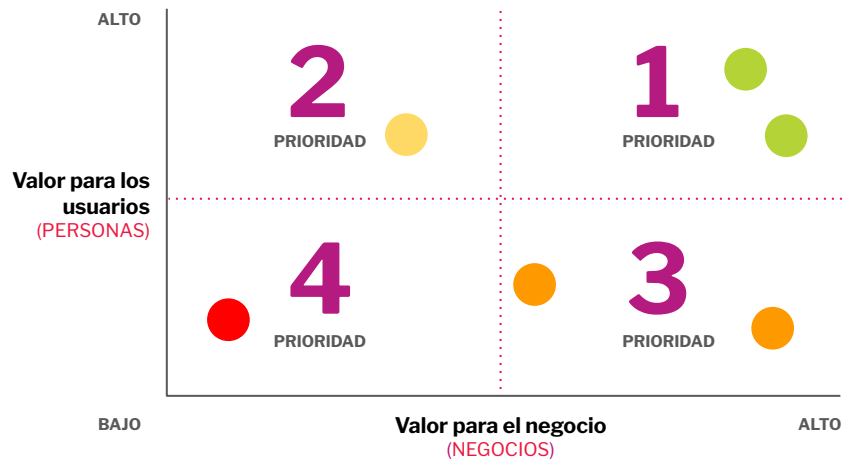 ALTO
2
PRIORIDAD
1
PRIORIDAD
Valor para los
usuarios
(PERSONAS)
4
PRIORIDAD
3
PRIORIDAD
BAJO
Valor para el negocio
(NEGOCIOS)
ALTO